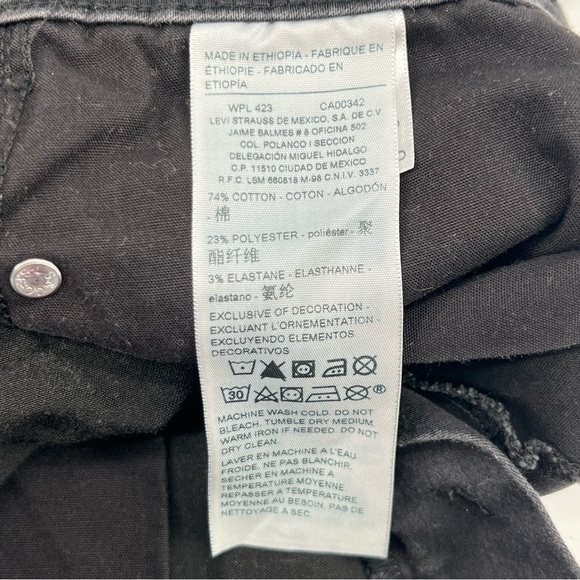 MADE IN ETHIOPIA - FABRIQUE EN
ÉTHIOPIE - FABRICADO EN
ETIOPÍA
WPL 423 CA00342
LEVI STRAUSS DE MEXICO, S.A. DE C.V
JAIME BALMES # 8 OFICINA 502
COL. POLANCO I SECCION
DELEGACIÓN MIGUEL HIDALGO
C.P. 11510 CIUDAD DE MEXICO
R.F.C. LSM 660818 M-98 C.N.I.V. 3337
74% COTTON - COTON - ALGODÓN
- 棉
23% POLYESTER - poliéster - 聚
酯纤维
3% ELASTANE - ELASTHANNE -
elastano - 氨纶
EXCLUSIVE OF DECORATION -
EXCLUANT L'ORNEMENTATION -
EXCLUYENDO ELEMENTOS
DECORATIVOS
30 ®
MACHINE WASH COLD. DO NOT
BLEACH. TUMBLE DRY MEDIUM.
WARM IRON IF NEEDED. DO NOT
DRY CLEAN.
LAVER EN MACHINE A L'EAU
FROIDE. NE PAS BLANCHIR.
SECHER EN MACHINE A
TEMPERATURE MOYENNE.
REPASSER A TEMPERATURE
MOYENNE AU BESOIN. PAS DE
NETTOYAGE A SEC.